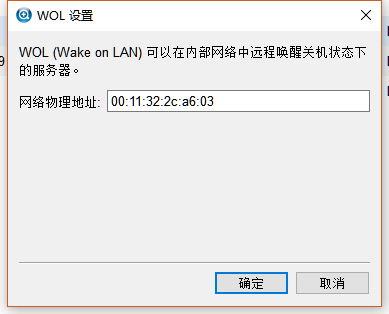 WOL 设置
WOL (Wake on LAN) 可以在内部网络中远程唤醒关机状态下
的服务器。
网络物理地址: 00:11:32:2c:a6:03
确定 取消